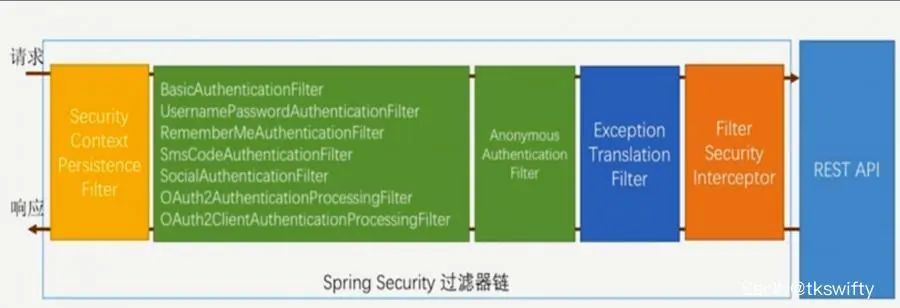 请求
Security
Context
Persistence
Filter
BasicAuthenticationFilter
UsernamePasswordAuthenticationFilter
RememberMeAuthenticationFilter
SmsCodeAuthenticationFilter
SocialAuthenticationFilter
OAuth2AuthenticationProcessingFilter
OAuth2ClientAuthenticationProcessingFilter
Anonymous
Authentication
Filter
Exception
Translation
Filter
Filter
Security
Interceptor
REST API
响应
Spring Security 过滤器链
@tkswifty